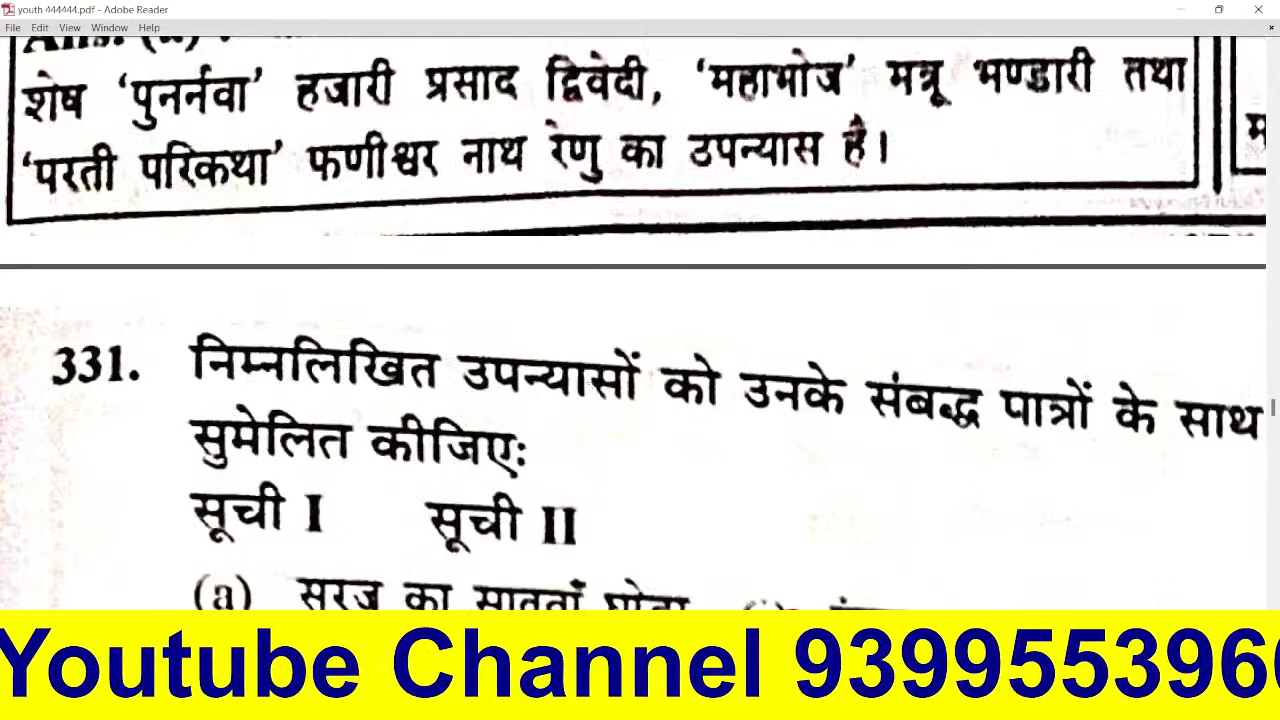 youth 444444.pdf - Adobe Reader
File Edit View Window Help
शेष ‘पुनर्नवा’ हजारी प्रसाद द्विवेदी, ‘महाभोज’ मन्नू भण्डारी तथा
‘परती परिकथा’ फणीश्वर नाथ रेणु का उपन्यास है।
331. निम्नलिखित उपन्यासों को उनके संबद्ध पात्रों के साथ
सुमेलित कीजिएः
सूची I सूची II
(a) सूरज का सातवाँ घोड़ा
Youtube Channel 939955396